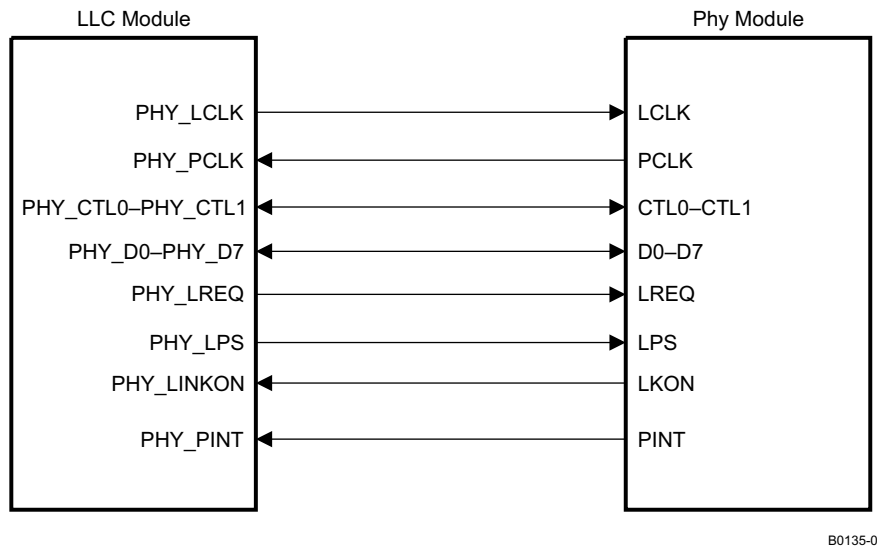 LLC Module Phy Module
PHY_LCLK LCLK
PHY_PCLK PCLK
PHY_CTL0–PHY_CTL1 CTL0–CTL1
PHY_D0–PHY_D7 D0–D7
PHY_LREQ LREQ
PHY_LPS LPS
PHY_LINKON LKON
PHY_PINT PINT
B0135-0